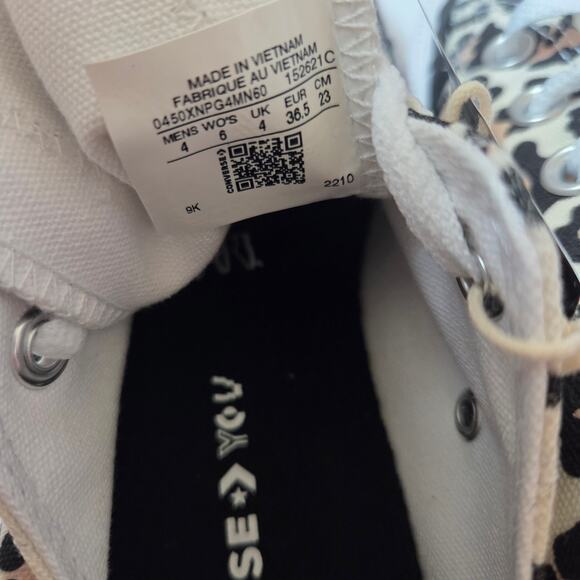 MADE IN VIETNAM
FABRIQUE AU VIETNAM
0450XNPG4MN60 152621C
MENS WO'S UK EUR CM
4 6 4 36.5 23
CONVERSE
9K
2210
SE YOU